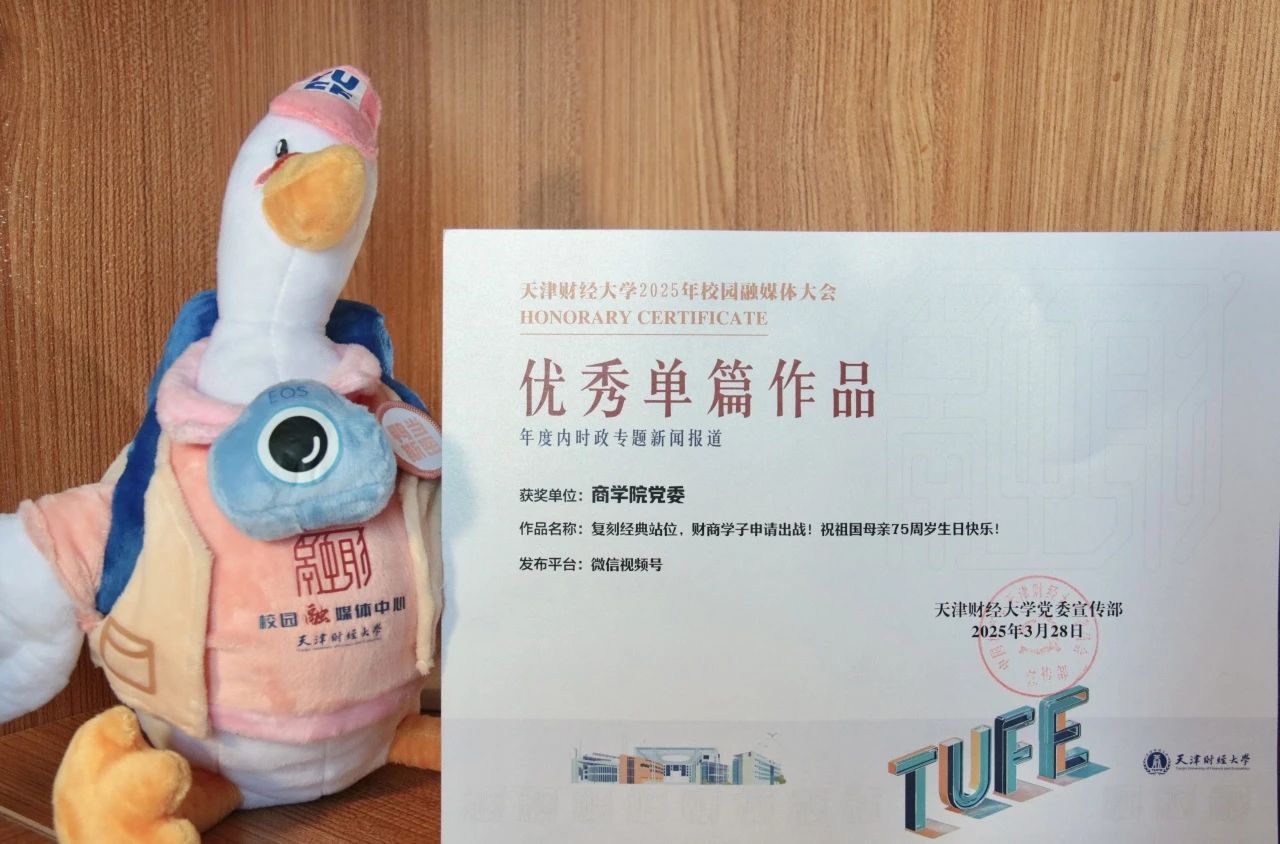 EOS
校园融媒体中心
天津财经大学
天津财经大学2025年校园融媒体大会
HONORARY CERTIFICATE
优秀单篇作品
年度内时政专题新闻报道
获奖单位：商学院党委
作品名称：复刻经典站位，财商学子申请出战！祝祖国母亲75周岁生日快乐！
发布平台：微信视频号
天津财经大学党委宣传部
2025年3月28日
TUFE
天津财经大学